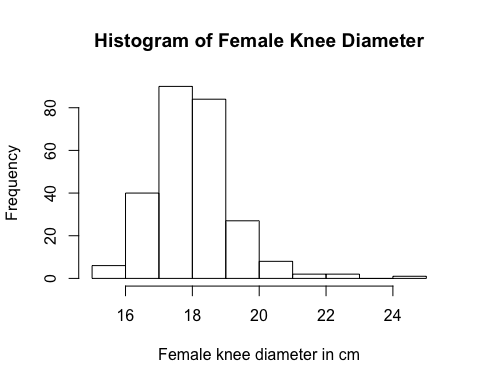 Histogram of Female Knee Diameter
Frequency
80
60
40
20
0
16 18 20 22 24
Female knee diameter in cm